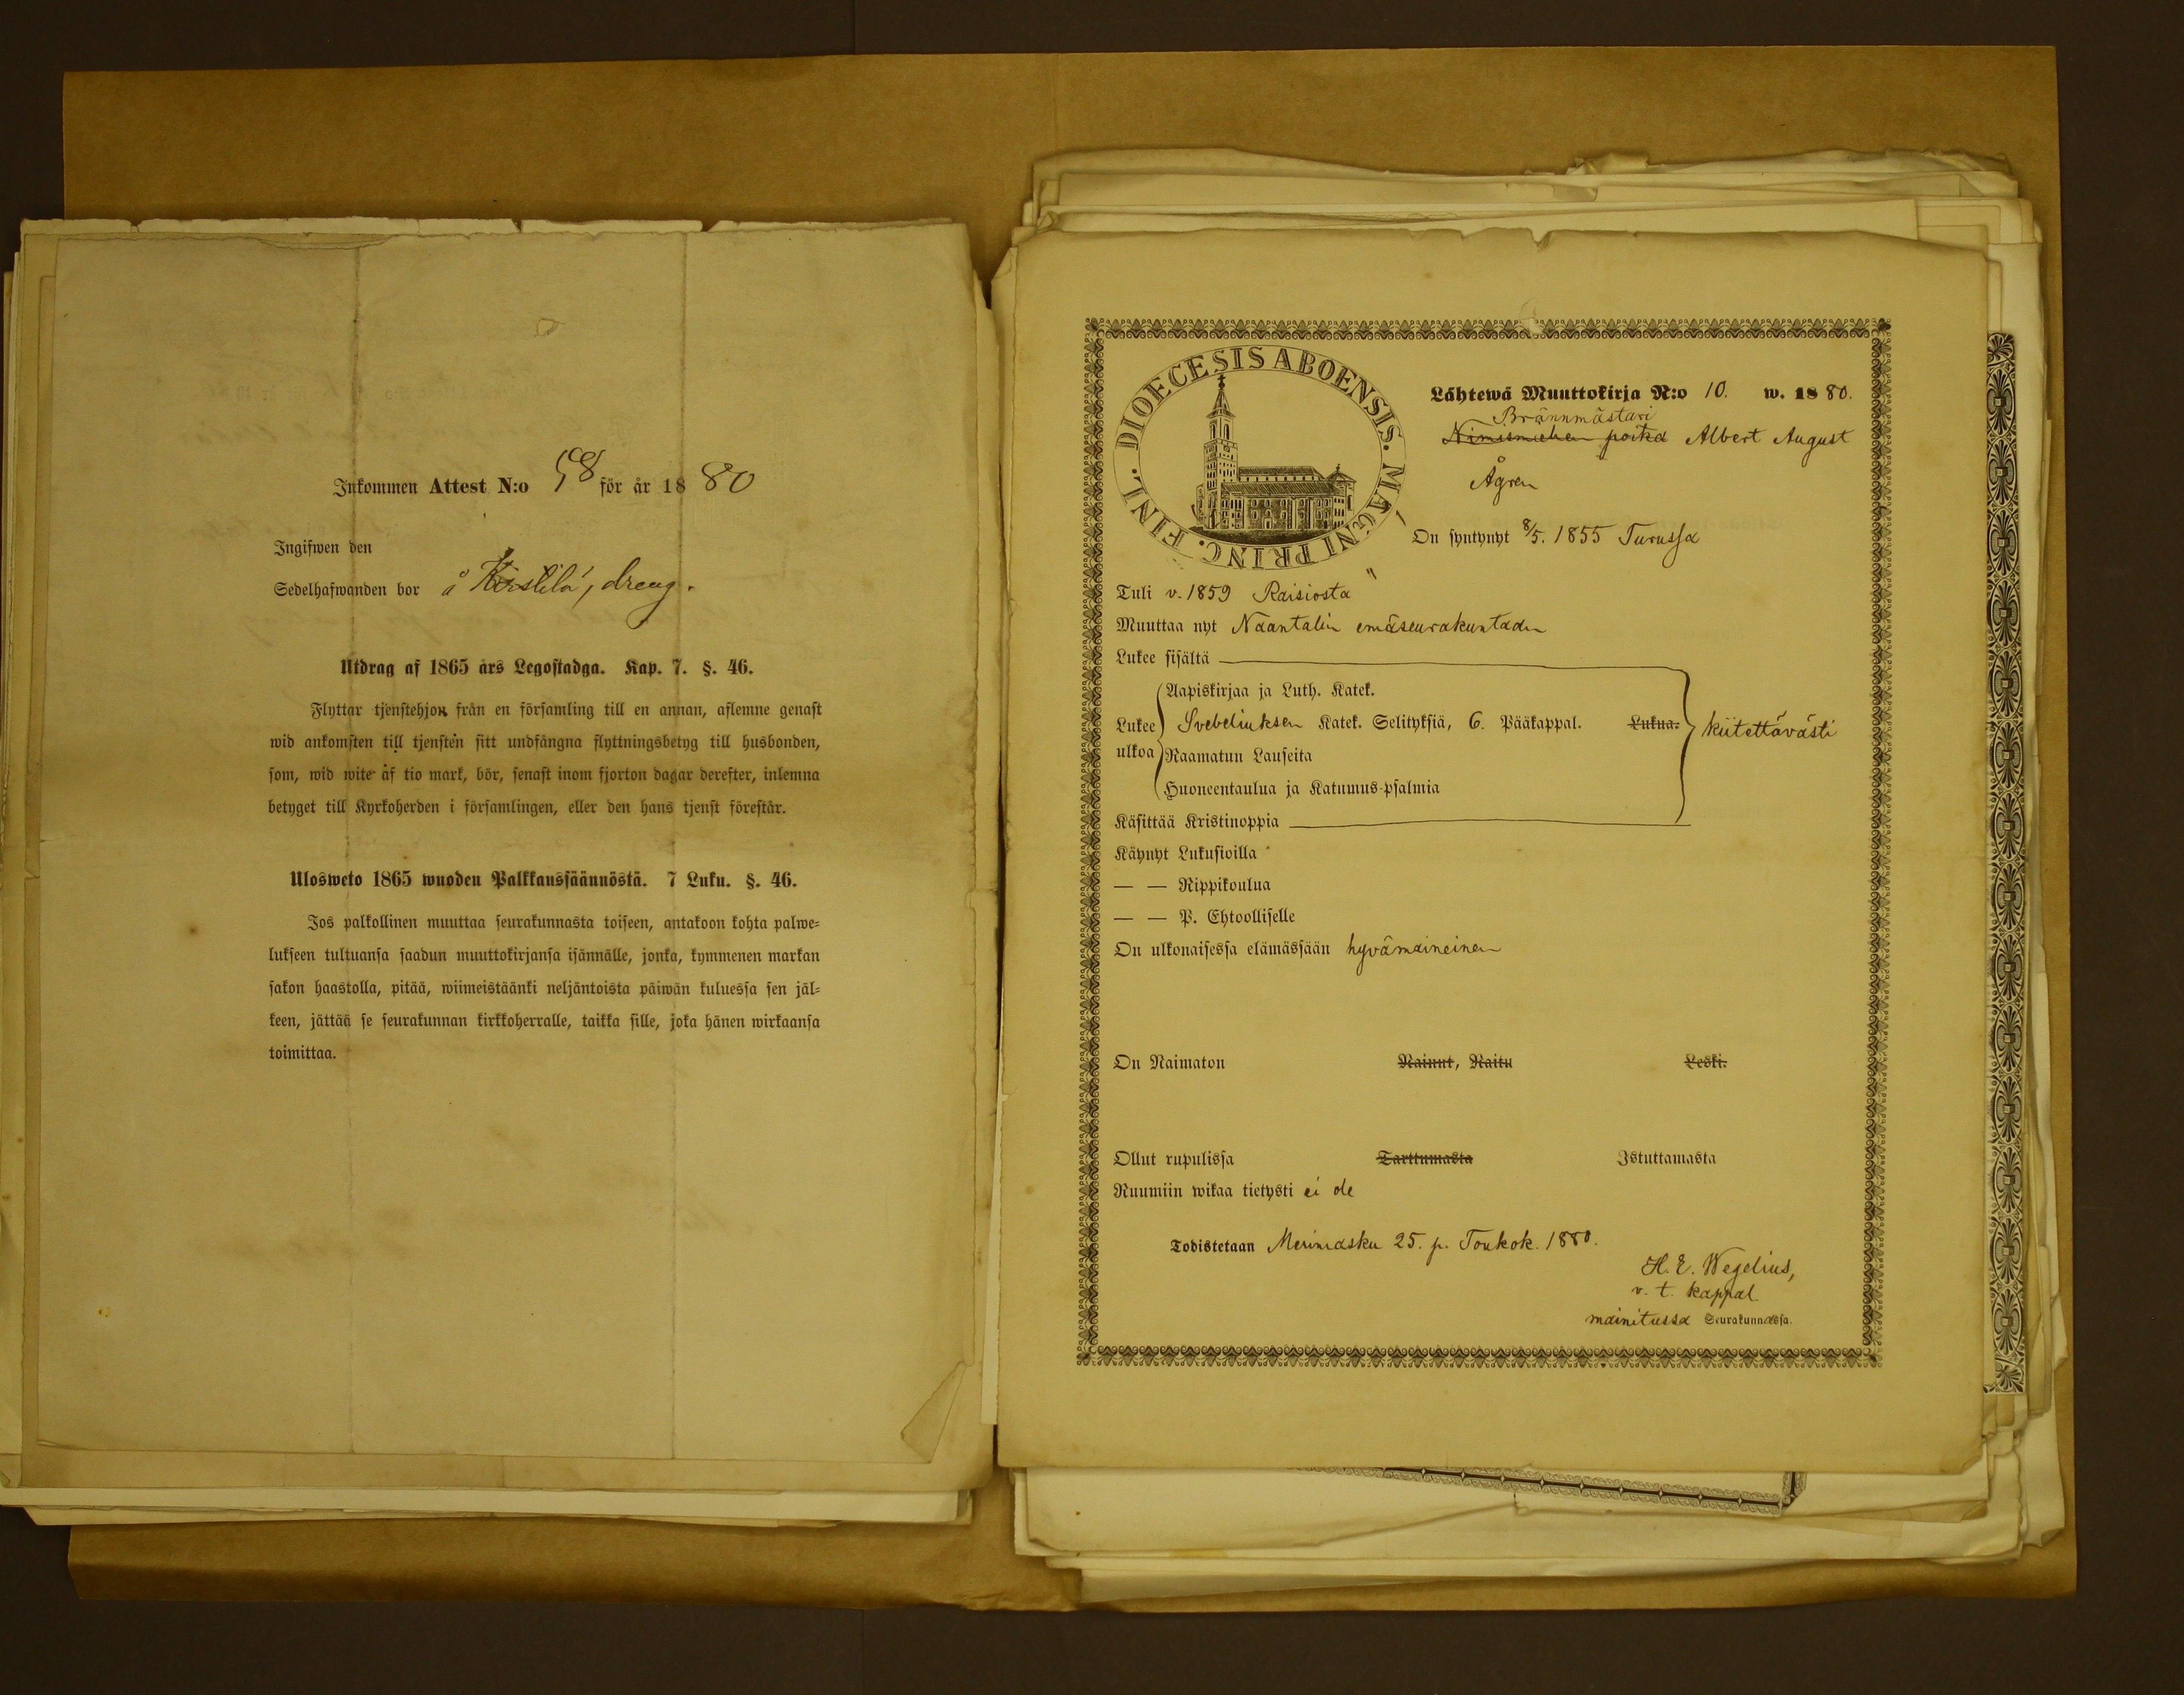 Inkommen Attest N:o 58 för år 1880
Ingifwen den
Sedelhafwanden bor å Kirstilä, dreng.
Utdrag af 1865 års Legostadga. Kap. 7. §. 46.
Flyttar tjenstehjon från en församling till en annan, aflemne genast
wid ankomsten till tjensten sitt undfångna flyttningsbetyg till husbonden,
som, wid wite af tio mark, bör, senast inom fjorton dagar derefter, inlemna
betyget till Kyrkoherden i församlingen, eller den hans tjenst förestår.
Ulosweto 1865 wuoden Palkkaussäännöstä. 7 Luku. §. 46.
Jos palkollinen muuttaa seurakunnasta toiseen, antakoon kohta palwe-
lukseen tultuansa saadun muuttokirjansa isännälle, jonka, kymmenen markan
sakon haastolla, pitää, wiimeistäänki neljäntoista päiwän kuluessa sen jäl-
keen, jättää se seurakunnan kirkkoherralle, taikka sille, joka hänen wirkaansa
toimittaa.
DIOECESIS ABOENSIS. MAGNI PRINC. FINL.
Lähtewä Muuttokirja N:o 10. w. 1880.
Brännmästari
Nimismiehen poika Albert August
Ågren
On syntynyt 8/5. 1855 Turussa
Tuli v. 1859 Raisiosta
Muuttaa nyt Naantalin emäseurakuntaan
Lukee sisältä
Aapiskirjaa ja Luth. Katek.
Lukee Svebeliuksen Katek. Selityksiä, 6. Pääkappal. Lukua. kiitettävästi
ulkoa Raamatun Lauseita
Huoneentaulua ja Katumus-psalmia
Käsittää Kristinoppia
Käynyt Lukusioilla
— — Rippikoulua
— — P. Ehtoolliselle
On ulkonaisessa elämässään hyvämaineinen
On Naimaton Nainut, Naitu Leski.
Ollut rupulissa Tarttumasta Istuttamasta
Ruumiin wikaa tietysti ei ole
Todistetaan Merimasku 25. p. Toukok. 1880.
H. E. Wegelius,
v. t. kappal.
mainitussa Seurakunnassa.